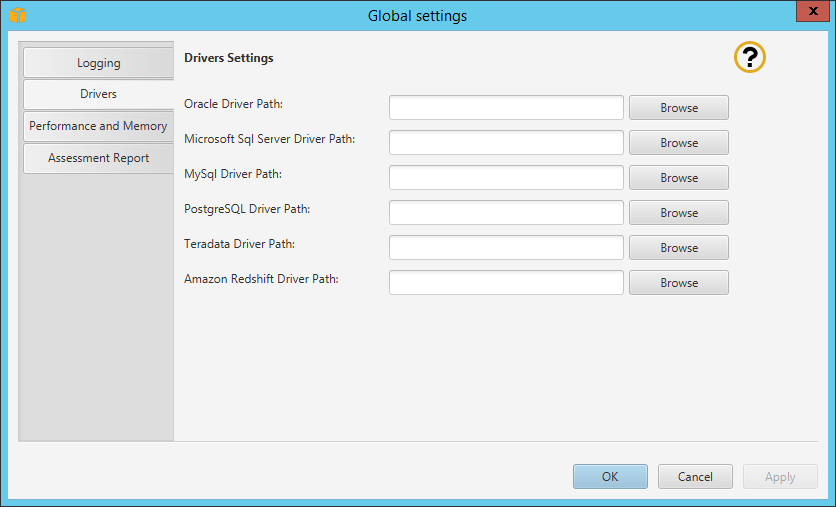 Global settings
x
Logging
Drivers
Performance and Memory
Assessment Report
Drivers Settings
?
Oracle Driver Path:
Browse
Microsoft Sql Server Driver Path:
Browse
MySql Driver Path:
Browse
PostgreSQL Driver Path:
Browse
Teradata Driver Path:
Browse
Amazon Redshift Driver Path:
Browse
OK
Cancel
Apply